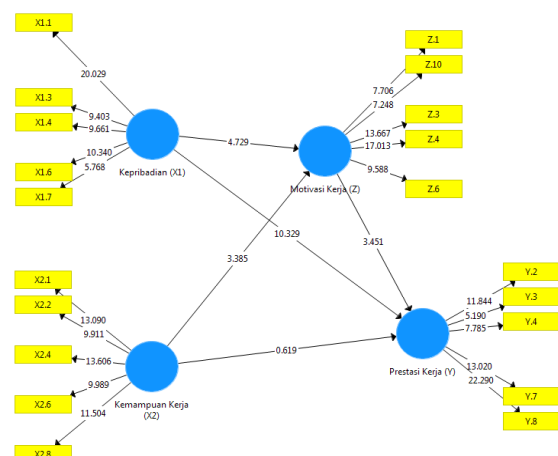 X1.1
20.029
X1.3
9.403
X1.4
9.661
X1.6
10.340
X1.7
5.768
Kepribadian (X1)
4.729
Z.1
Z.10
7.706
7.248
Z.3
13.667
Z.4
17.013
Z.6
9.588
Motivasi Kerja (Z)
10.329
3.385
3.451
X2.1
X2.2
13.090
9.911
X2.4
13.606
X2.6
9.989
11.504
X2.8
Kemampuan Kerja
(X2)
0.619
Prestasi Kerja (Y)
Y.2
11.844
Y.3
5.190
Y.4
7.785
13.020
Y.7
22.290
Y.8